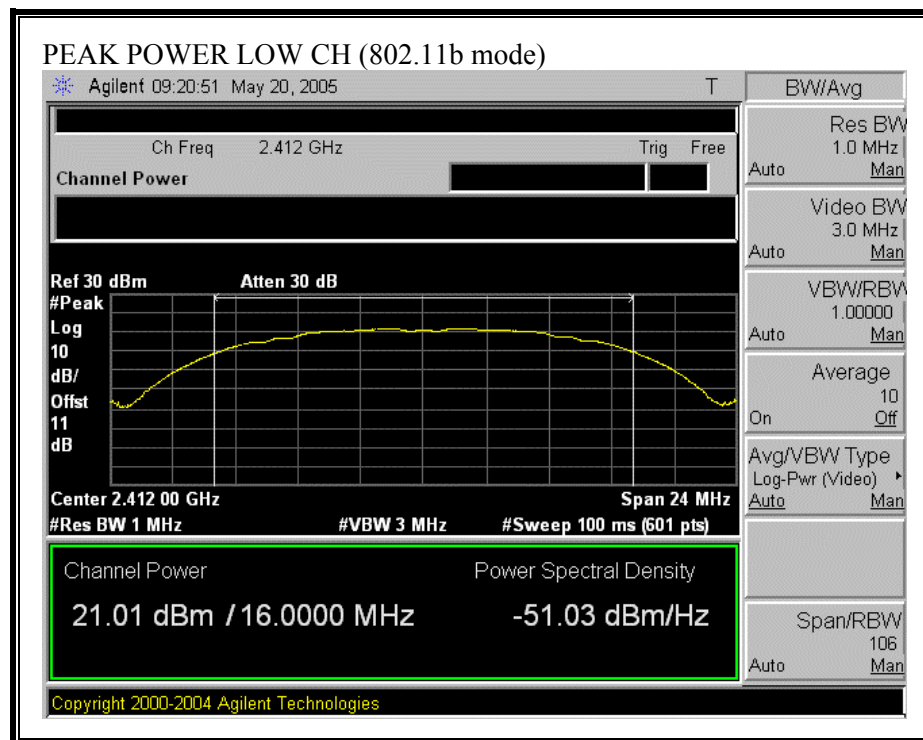 PEAK POWER LOW CH (802.11b mode)
Agilent 09:20:51 May 20, 2005 T
BW/Avg
Ch Freq 2.412 GHz Trig Free
Channel Power
Res BW
1.0 MHz
Auto Man
Video BW
3.0 MHz
Auto Man
VBW/RBW
1.00000
Auto Man
Average
10
On Off
Avg/VBW Type
Log-Pwr (Video)
Auto Man
Span/RBW
106
Auto Man
Ref 30 dBm Atten 30 dB
#Peak
Log
10
dB/
Offst
11
dB
Center 2.412 00 GHz Span 24 MHz
#Res BW 1 MHz #VBW 3 MHz #Sweep 100 ms (601 pts)
Channel Power Power Spectral Density
21.01 dBm / 16.0000 MHz -51.03 dBm/Hz
Copyright 2000-2004 Agilent Technologies